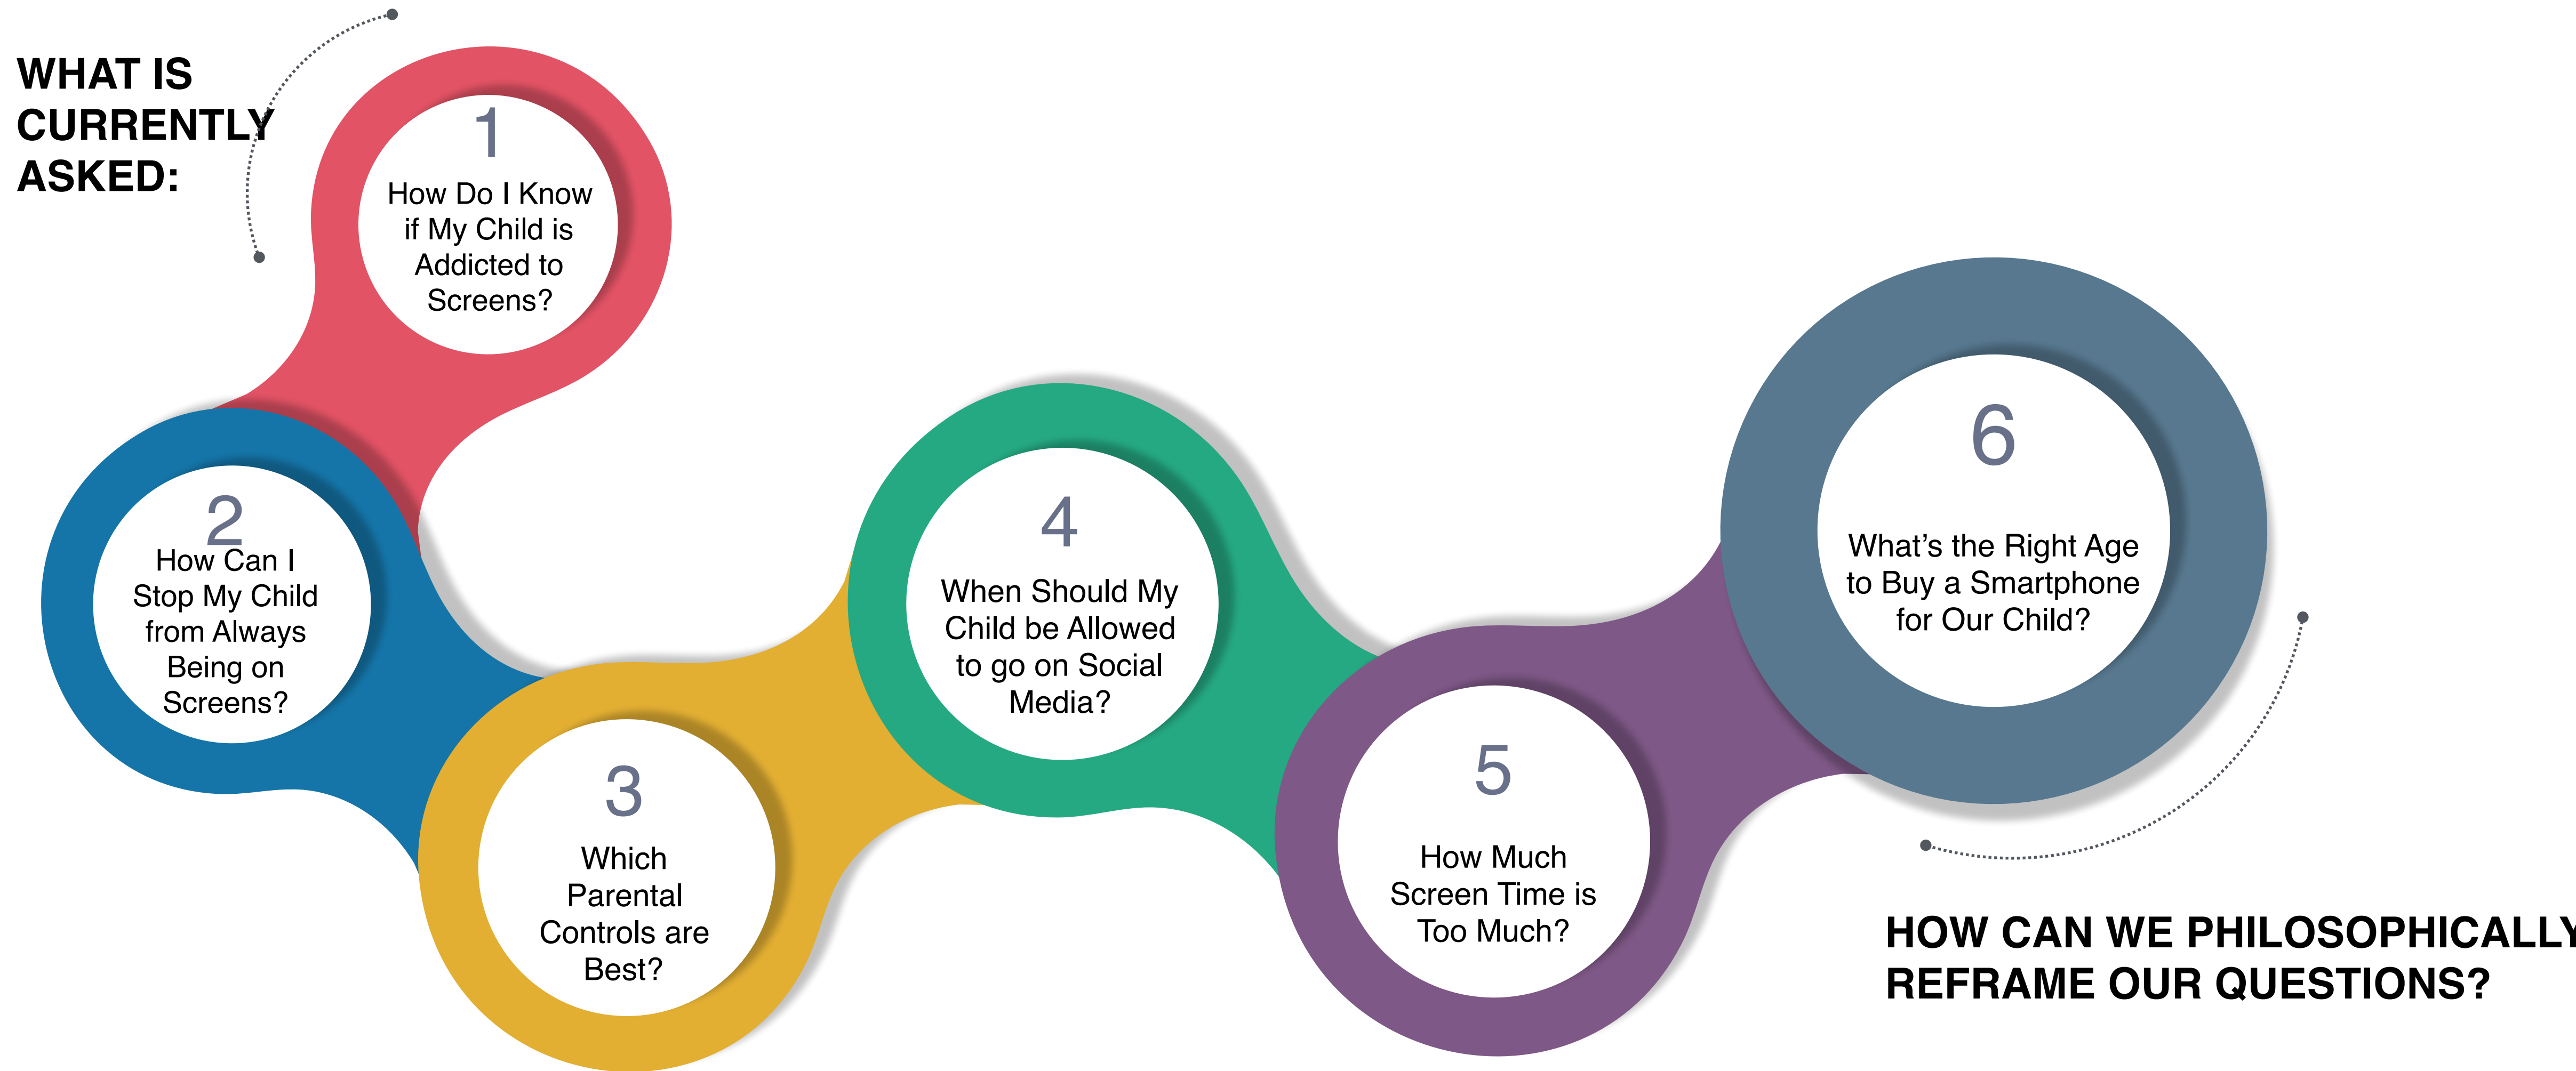 WHAT IS
CURRENTLY
ASKED:
1
How Do I Know
if My Child is
Addicted to
Screens?
2
How Can I
Stop My Child
from Always
Being on
Screens?
3
Which
Parental
Controls are
Best?
4
When Should My
Child be Allowed
to go on Social
Media?
5
How Much
Screen Time is
Too Much?
6
What’s the Right Age
to Buy a Smartphone
for Our Child?
HOW CAN WE PHILOSOPHICALLY
REFRAME OUR QUESTIONS?